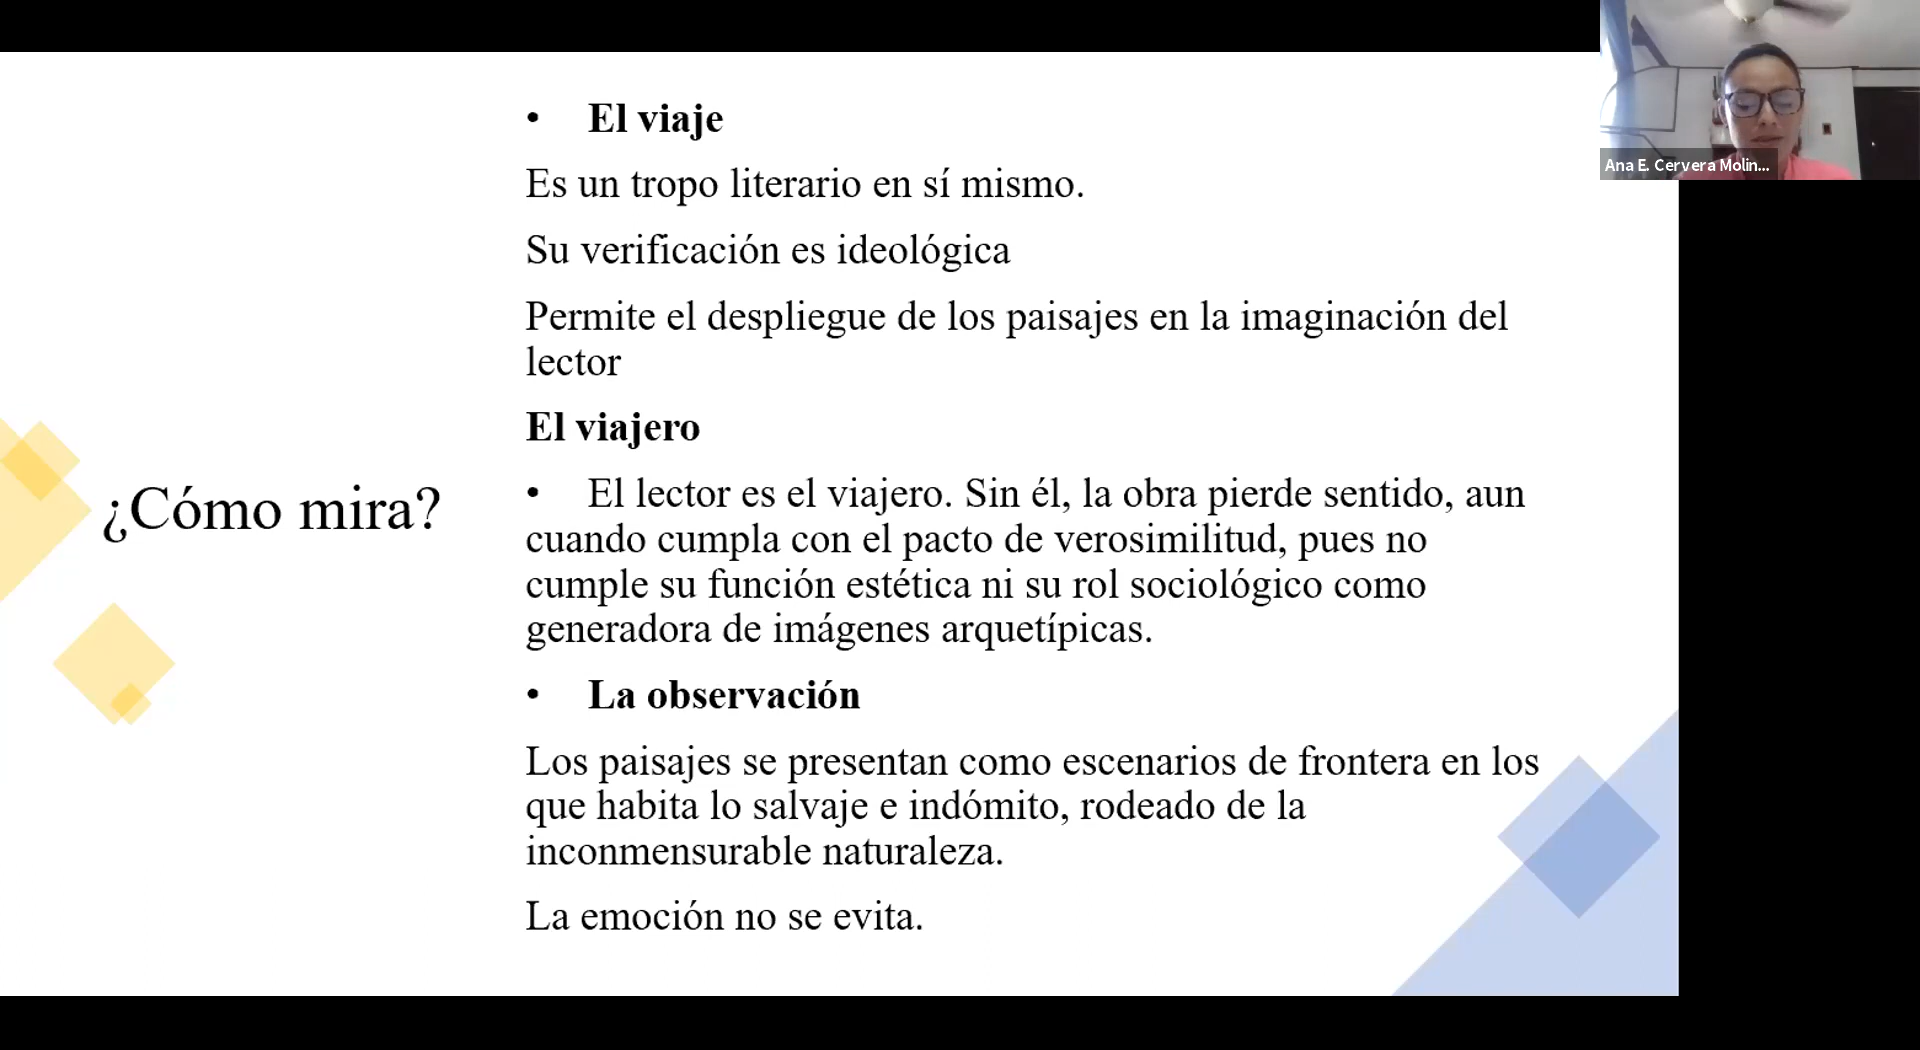 ¿Cómo mira?
• El viaje
Es un tropo literario en sí mismo.
Su verificación es ideológica
Permite el despliegue de los paisajes en la imaginación del
lector
El viajero
• El lector es el viajero. Sin él, la obra pierde sentido, aun
cuando cumpla con el pacto de verosimilitud, pues no
cumple su función estética ni su rol sociológico como
generadora de imágenes arquetípicas.
• La observación
Los paisajes se presentan como escenarios de frontera en los
que habita lo salvaje e indómito, rodeado de la
inconmensurable naturaleza.
La emoción no se evita.
Ana E. Cervera Molin...